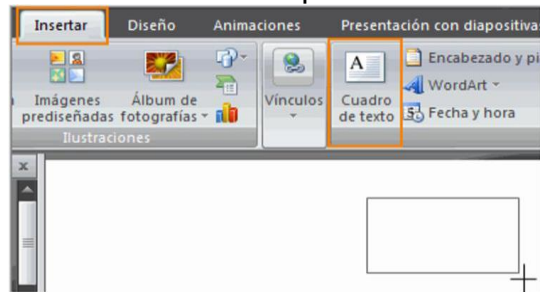 Insertar Diseño Animaciones Presentación con diapositivas
Imágenes prediseñadas
Álbum de fotografías
Vínculos
Cuadro de texto
Encabezado y pi
WordArt
Fecha y hora
Ilustraciones